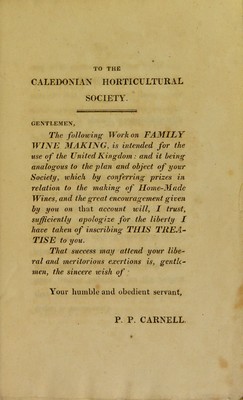 TO THE
CALEDONIAN HORTICULTURAL
SOCIETY.
GENTLEMEN,
The following Work on FAMILY
WINE MAKING, is intended for the
use of the United Kingdom: and it being
analogous to the plan and object of your
Society, which by conferring prizes in
relation to the making of Home-Made
Wines, and the great encouragement given
by you on that account will, I trust,
sufficiently apologize for the liberty I
have taken of inscribing THIS TREA-
TISE to you.
That success may attend your libe-
ral and meritorious exertions is, gentle-
men, the sincere wish of
Your humble and obedient servant,
P. P. CARNELL.